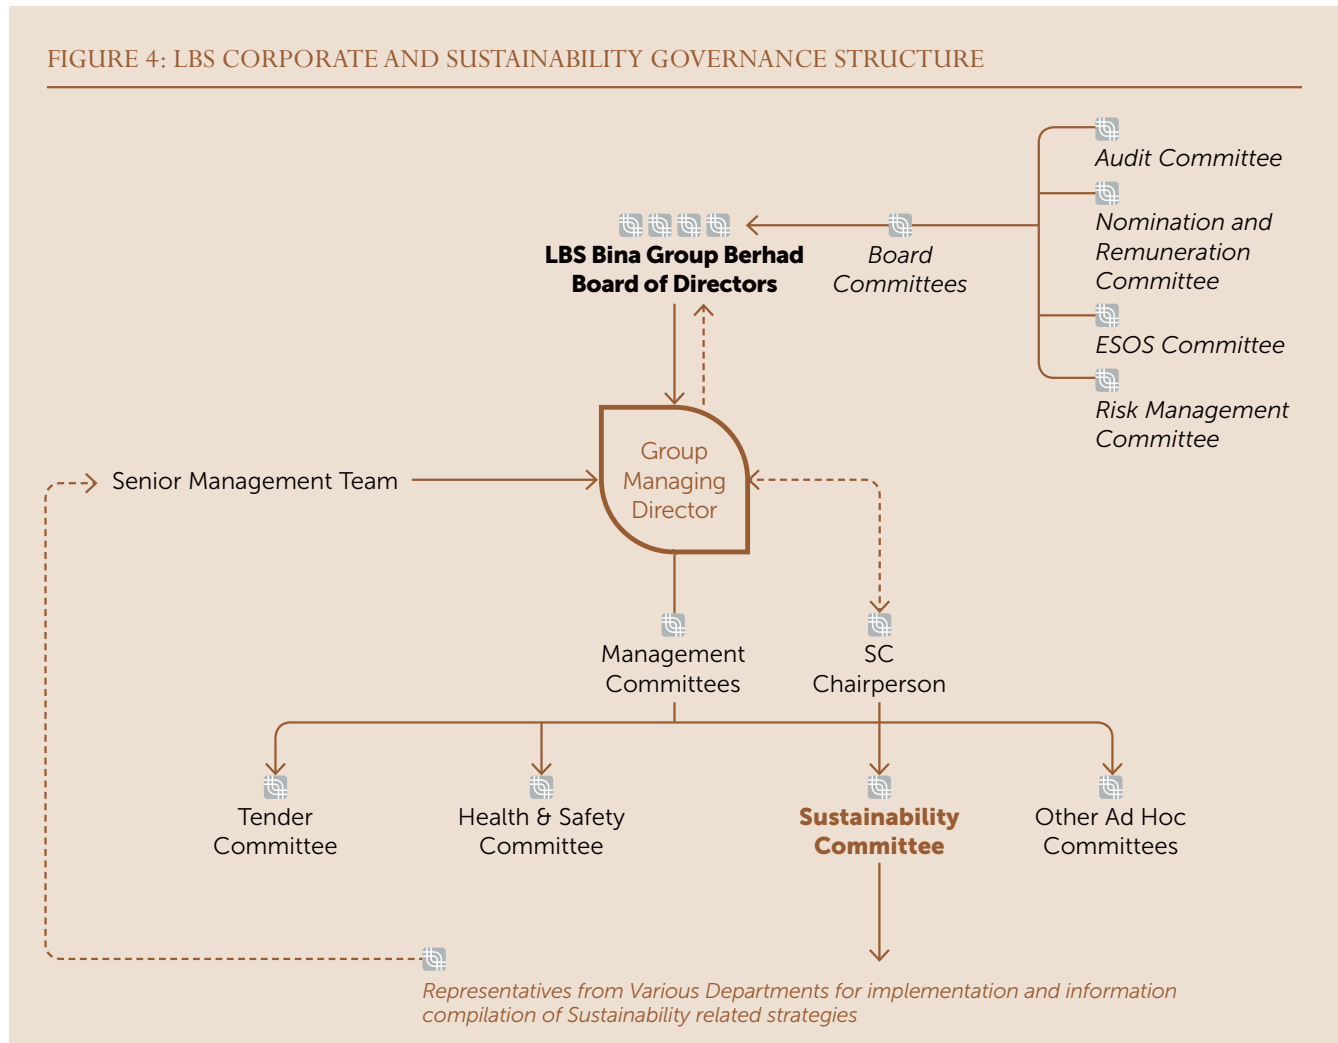 FIGURE 4: LBS CORPORATE AND SUSTAINABILITY GOVERNANCE STRUCTURE
Audit Committee
Nomination and
Remuneration
Committee
ESOS Committee
Risk Management
Committee
Board
Committees
LBS Bina Group Berhad
Board of Directors
Group
Managing
Director
Senior Management Team
Management
Committees
SC
Chairperson
Tender
Committee
Health & Safety
Committee
Sustainability
Committee
Other Ad Hoc
Committees
Representatives from Various Departments for implementation and information
compilation of Sustainability related strategies